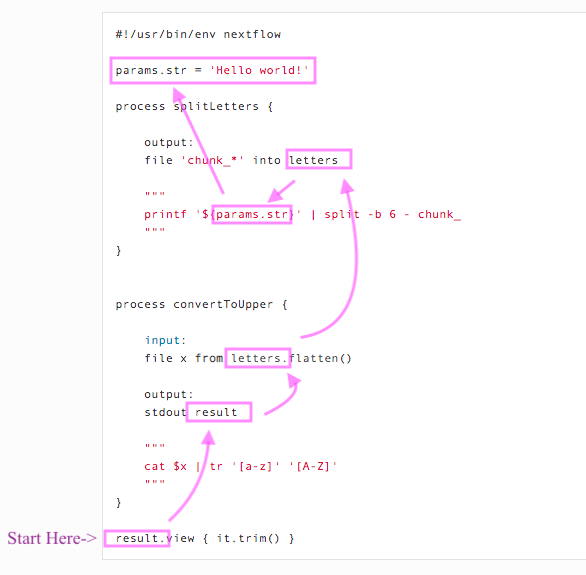 #!/usr/bin/env nextflow
params.str = 'Hello world!'
process splitLetters {
output:
file 'chunk_*' into letters
"""
printf '${params.str}' | split -b 6 - chunk_
"""
}
process convertToUpper {
input:
file x from letters.flatten()
output:
stdout result
"""
cat $x | tr '[a-z]' '[A-Z]'
"""
}
Start Here-> result.view { it.trim() }